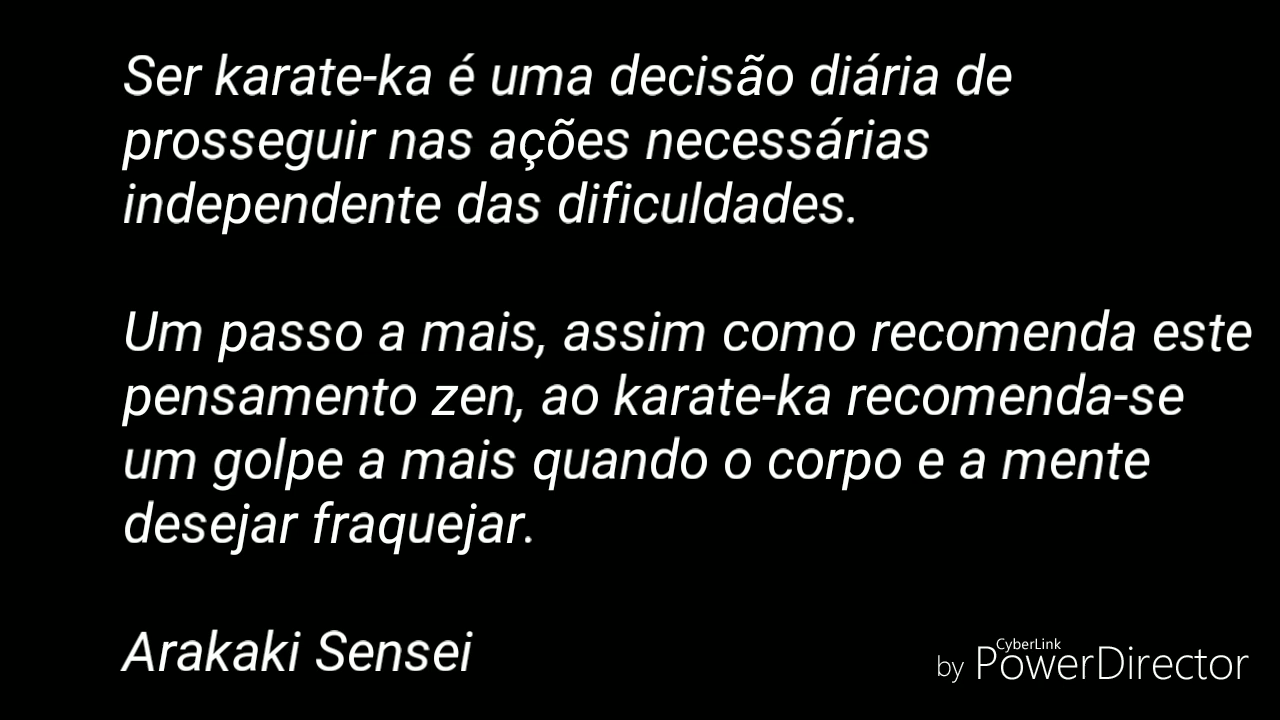 Ser karate-ka é uma decisão diária de
prosseguir nas ações necessárias
independente das dificuldades.
Um passo a mais, assim como recomenda este
pensamento zen, ao karate-ka recomenda-se
um golpe a mais quando o corpo e a mente
desejar fraquejar.
Arakaki Sensei
by CyberLink PowerDirector